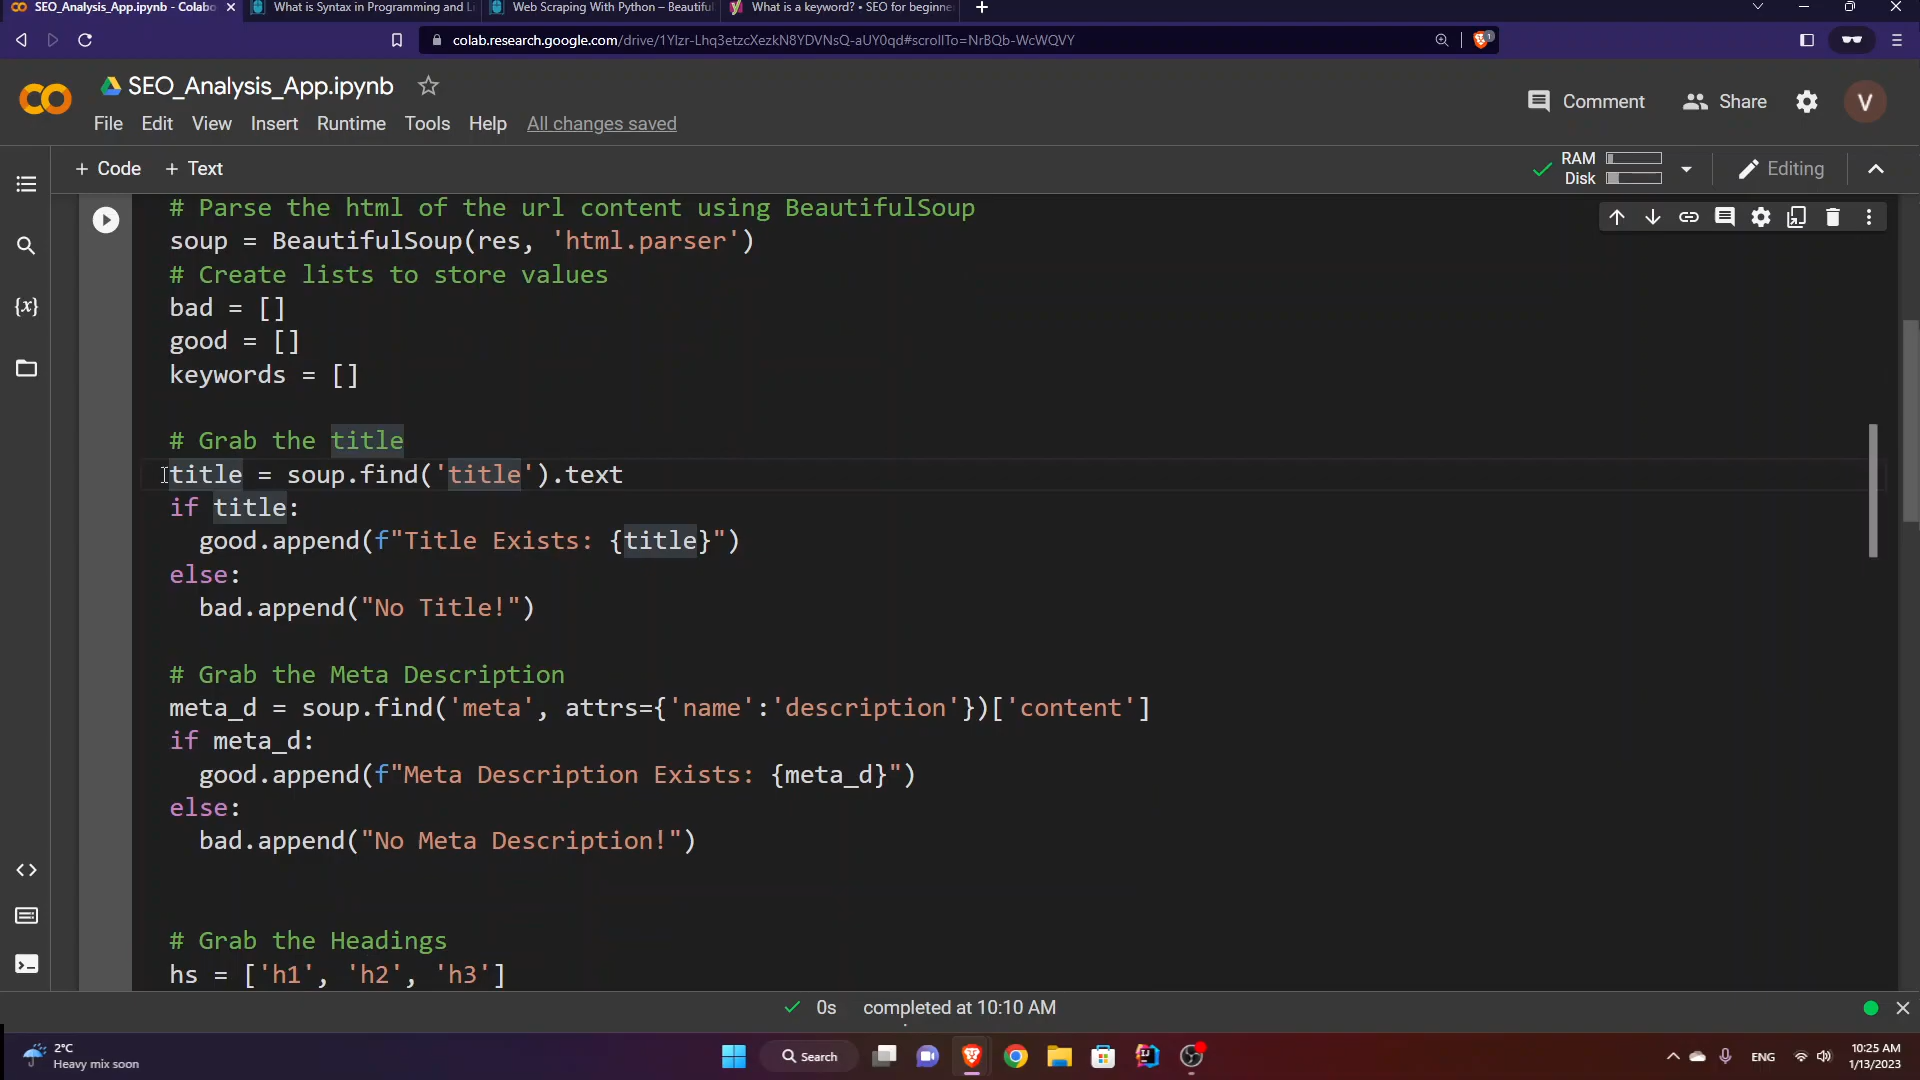 SEO_Analysis_App.ipynb - Colabo
What is Syntax in Programming and Li
Web Scraping With Python – Beautiful
What is a keyword? • SEO for beginne
colab.research.google.com/drive/1Ylzr-Lhq3etzcXezkN8YDVNsQ-aUY0qd#scrollTo=NrBQb-WcWQVY
1
SEO_Analysis_App.ipynb
Comment
Share
V
File Edit View Insert Runtime Tools Help All changes saved
+ Code + Text
RAM
Disk
Editing
# Parse the html of the url content using BeautifulSoup
soup = BeautifulSoup(res, 'html.parser')
# Create lists to store values
bad = []
good = []
keywords = []
# Grab the title
title = soup.find('title').text
if title:
good.append(f"Title Exists: {title}")
else:
bad.append("No Title!")
# Grab the Meta Description
meta_d = soup.find('meta', attrs={'name':'description'})['content']
if meta_d:
good.append(f"Meta Description Exists: {meta_d}")
else:
bad.append("No Meta Description!")
# Grab the Headings
hs = ['h1', 'h2', 'h3']
0s completed at 10:10 AM
2°C
Heavy mix soon
Search
ENG
10:25 AM
1/13/2023